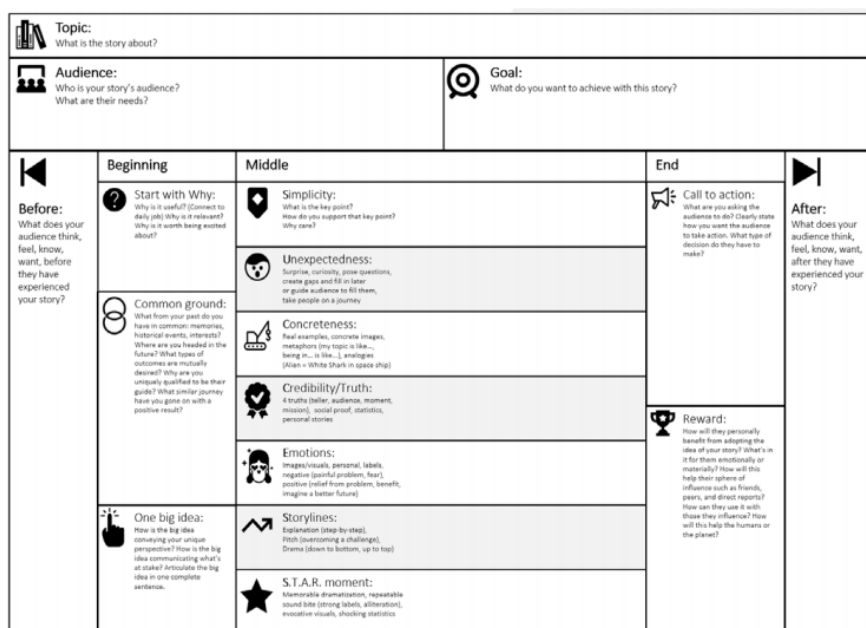 Topic:
What is the story about?
Audience:
Who is your story's audience?
What are their needs?
Goal:
What do you want to achieve with this story?
Before:
What does your
audience think,
feel, know,
want, before
they have
experienced
your story?
Beginning
Start with Why:
Why is it useful? (Connect to
daily job) Why is it relevant?
Why is it worth being excited
about?
Common ground:
What from your past do you
have in common: memories,
historical events, interests?
Where are you headed in the
future? What types of
outcomes are mutually
desired? Why are you
uniquely qualified to be their
guide? What similar journey
have you gone on with a
positive result?
One big idea:
How is the big idea
conveying your unique
perspective? How is the big
idea communicating what's
at stake? Articulate the big
idea in one complete
sentence.
Middle
Simplicity:
What is the key point?
How do you support that key point?
Why care?
Unexpectedness:
Surprise, curiosity, pose questions,
create gaps and fill in later
or guide audience to fill them,
take people on a journey
Concreteness:
Real examples, concrete images,
metaphors (my topic is like...,
being in... is like...), analogies
(Alien = White Shark in space ship)
Credibility/Truth:
4 truths (teller, audience, moment,
mission), social proof, statistics,
personal stories
Emotions:
Images/visuals, personal, labels,
negative (painful problem, fear),
positive (relief from problem, benefit,
imagine a better future)
Storylines:
Explanation (step-by-step),
Pitch (overcoming a challenge),
Drama (down to bottom, up to top)
S.T.A.R. moment:
Memorable dramatization, repeatable
sound bite (strong labels, alliteration),
evocative visuals, shocking statistics
End
Call to action:
What are you asking the
audience to do? Clearly state
how you want the audience
to take action. What type of
decision do they have to
make?
Reward:
How will they personally
benefit from adopting the
idea of your story? What's in
it for them emotionally or
materially? How will this
help their sphere of
influence such as friends,
peers, and direct reports?
How can they use it with
those they influence? How
will this help the humans or
the planet?
After:
What does your
audience think,
feel, know, want,
after they have
experienced your
story?